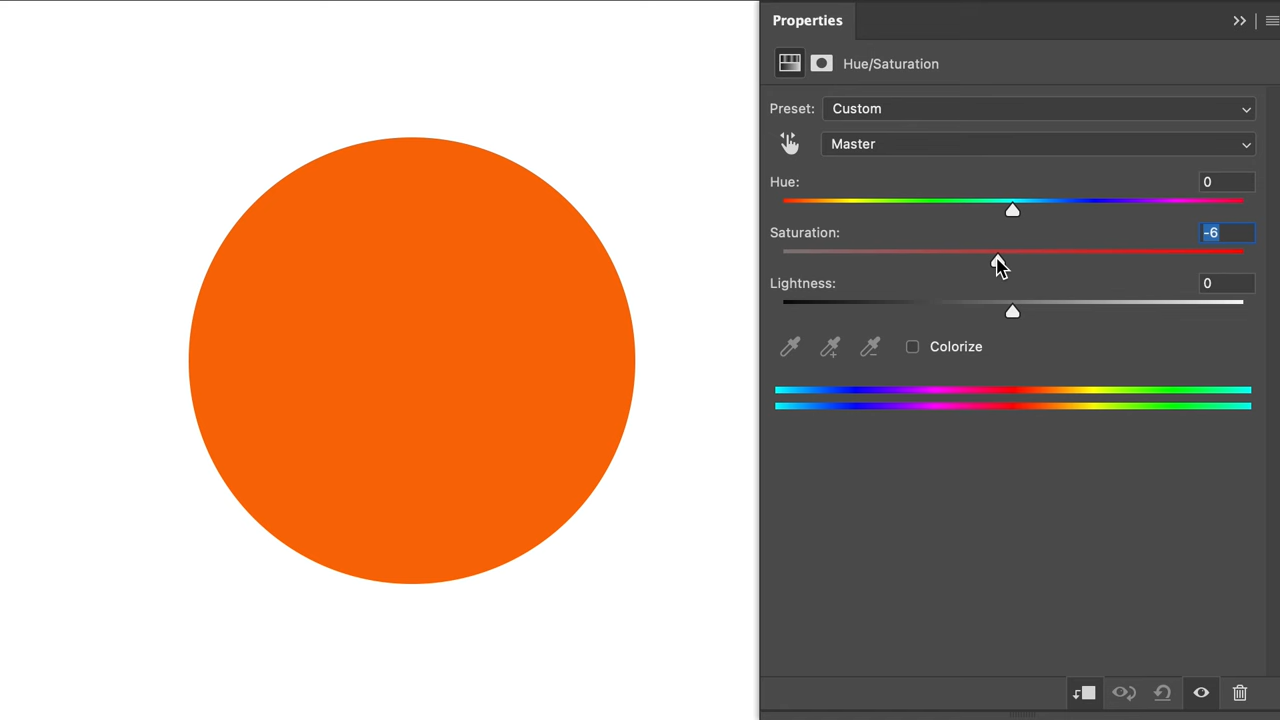 Properties
Hue/Saturation
Preset: Custom
Master
Hue: 0
Saturation: -6
Lightness: 0
Colorize